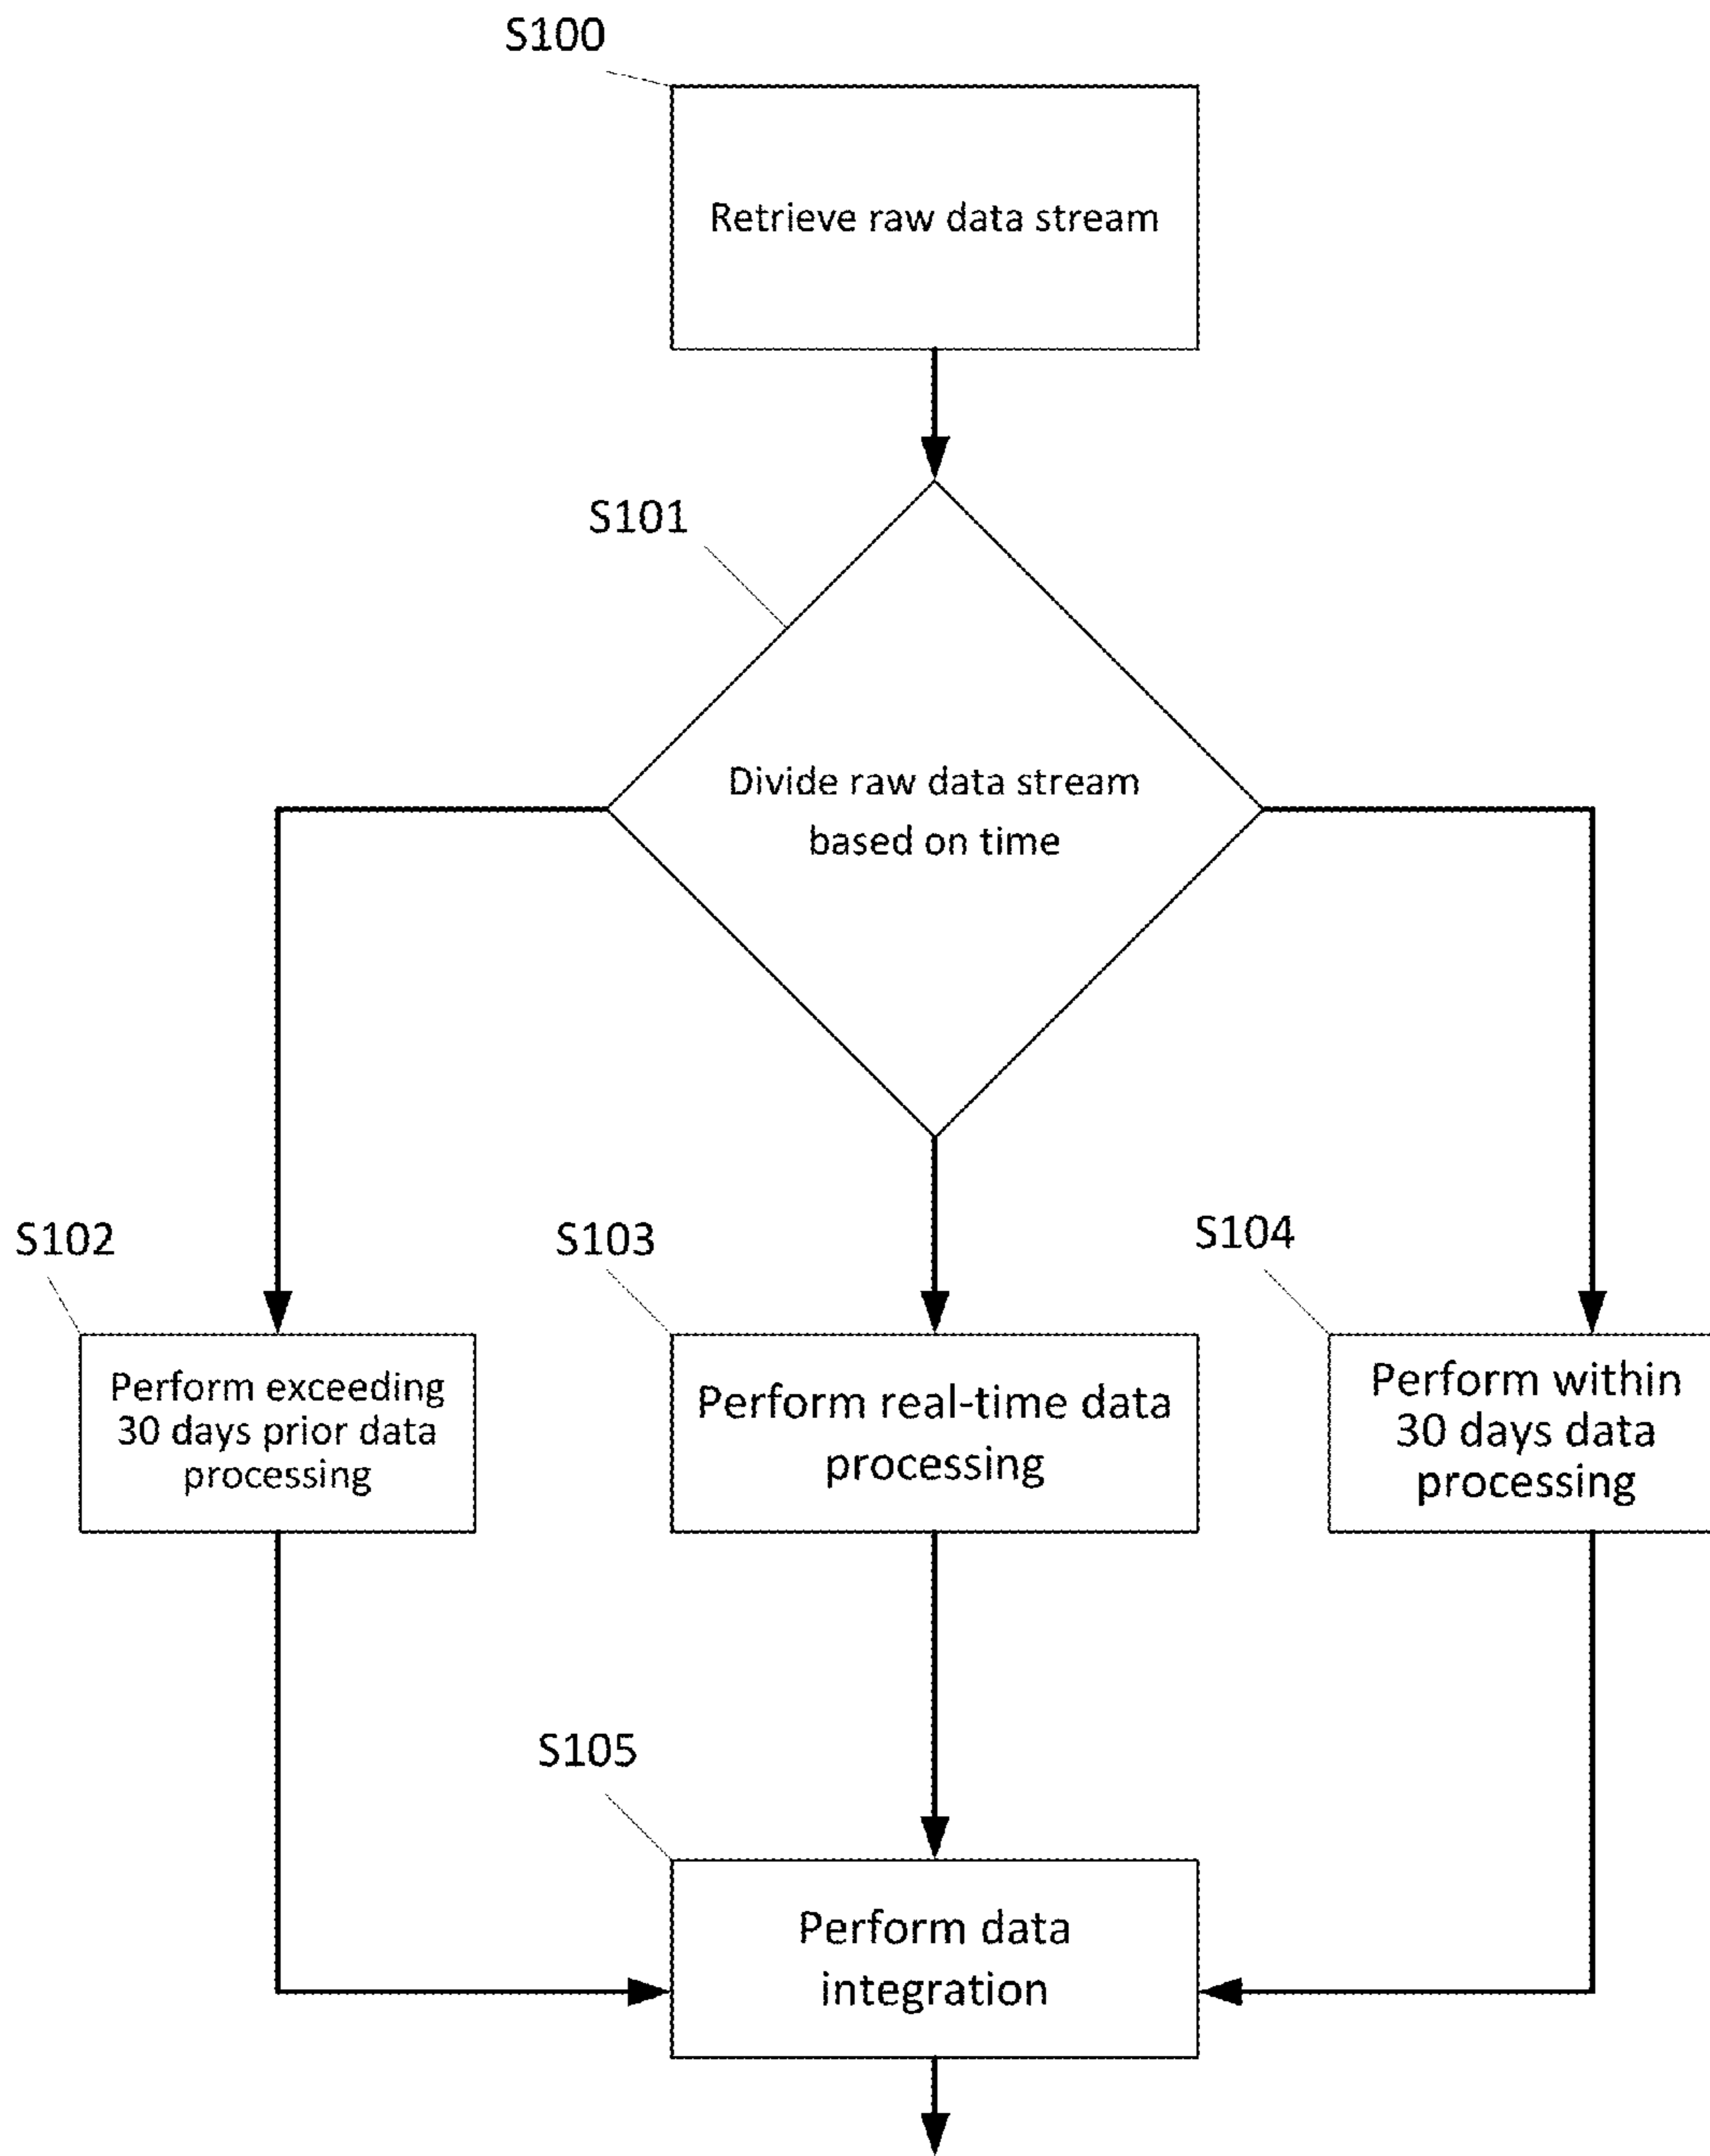 S100
Retrieve raw data stream
S101
Divide raw data stream
based on time
S102
Perform exceeding
30 days prior data
processing
S103
Perform real-time data
processing
S104
Perform within
30 days data
processing
S105
Perform data
integration